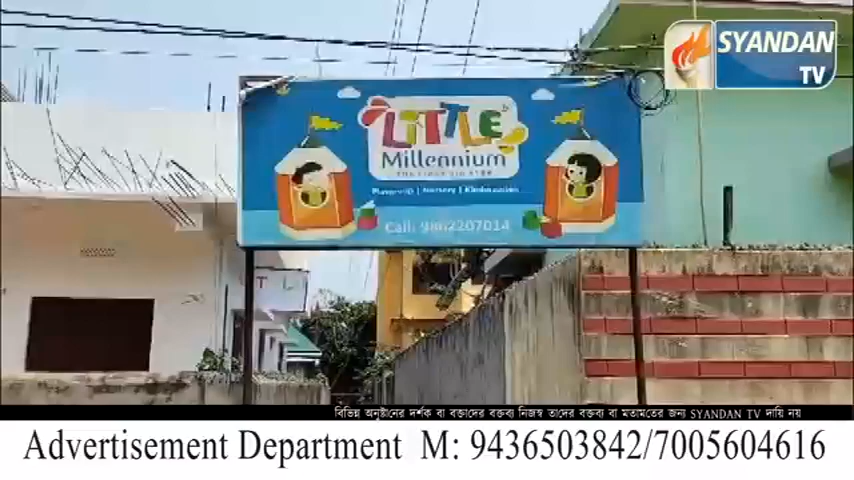 SYANDAN
TV
LITTLE
Millennium
Playgroup | Nursery | Kindergarten
Call: 9862207014
বিভিন্ন অনুষ্ঠানের দর্শক বা বক্তাদের বক্তব্য নিজস্ব তাদের বক্তব্য বা মতামতের জন্য SYANDAN TV দায়ি নয়
Advertisement Department M: 9436503842/7005604616